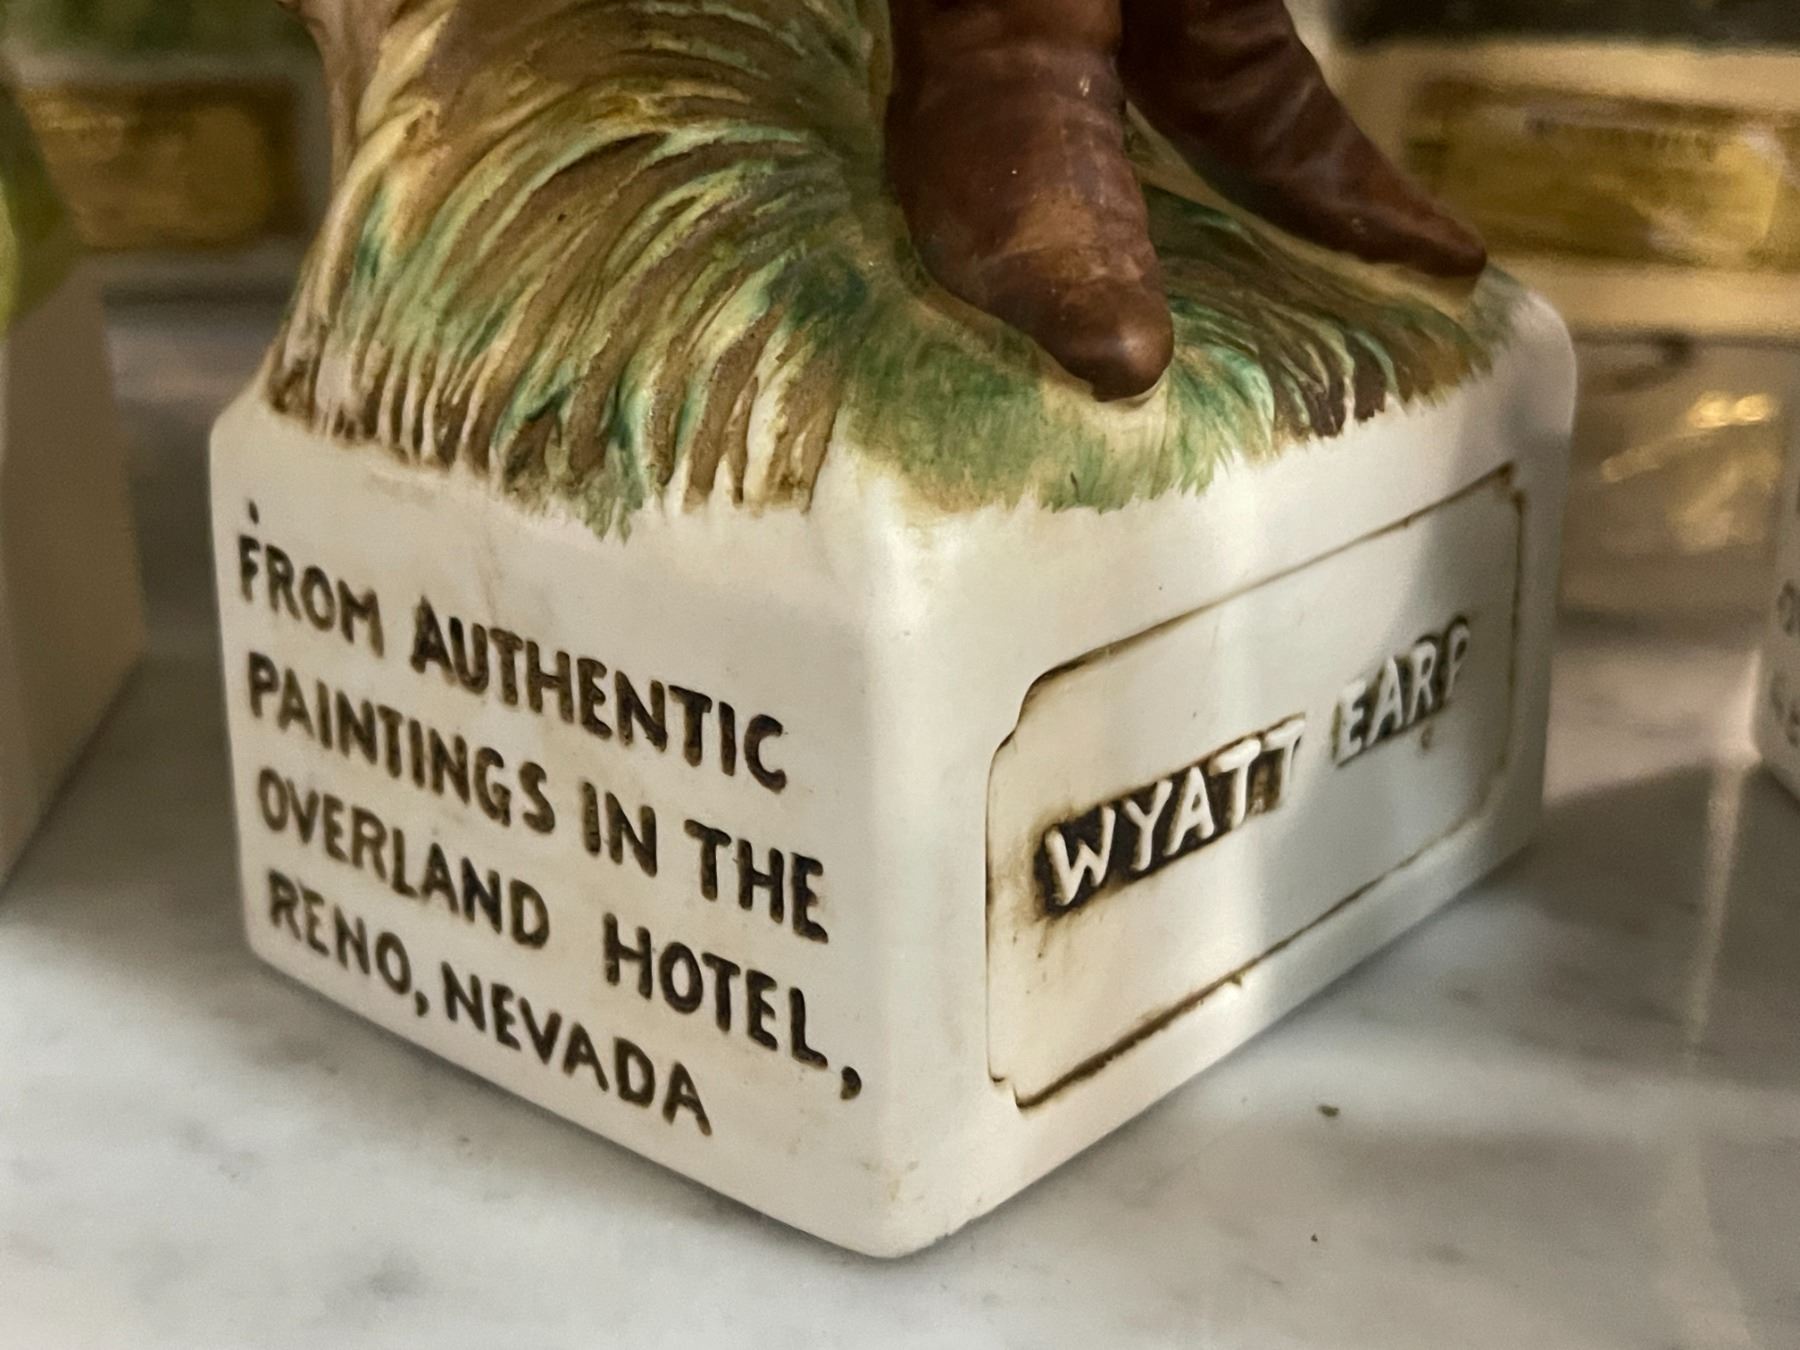 FROM AUTHENTIC
PAINTINGS IN THE
OVERLAND HOTEL,
RENO, NEVADA
WYATT EARP